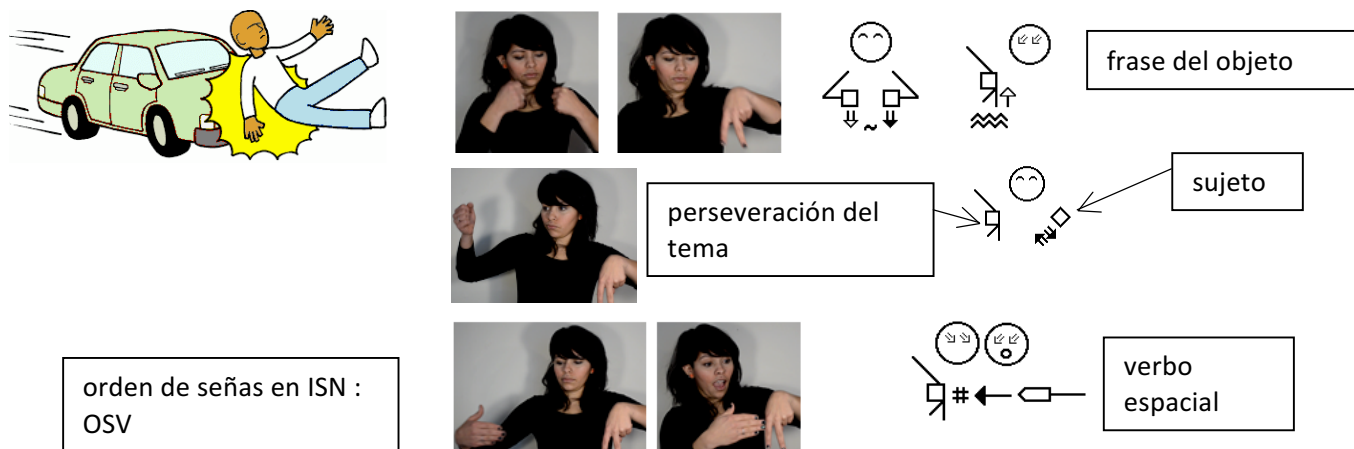 frase del objeto
sujeto
perseveración del
tema
orden de señas en ISN :
OSV
verbo
espacial